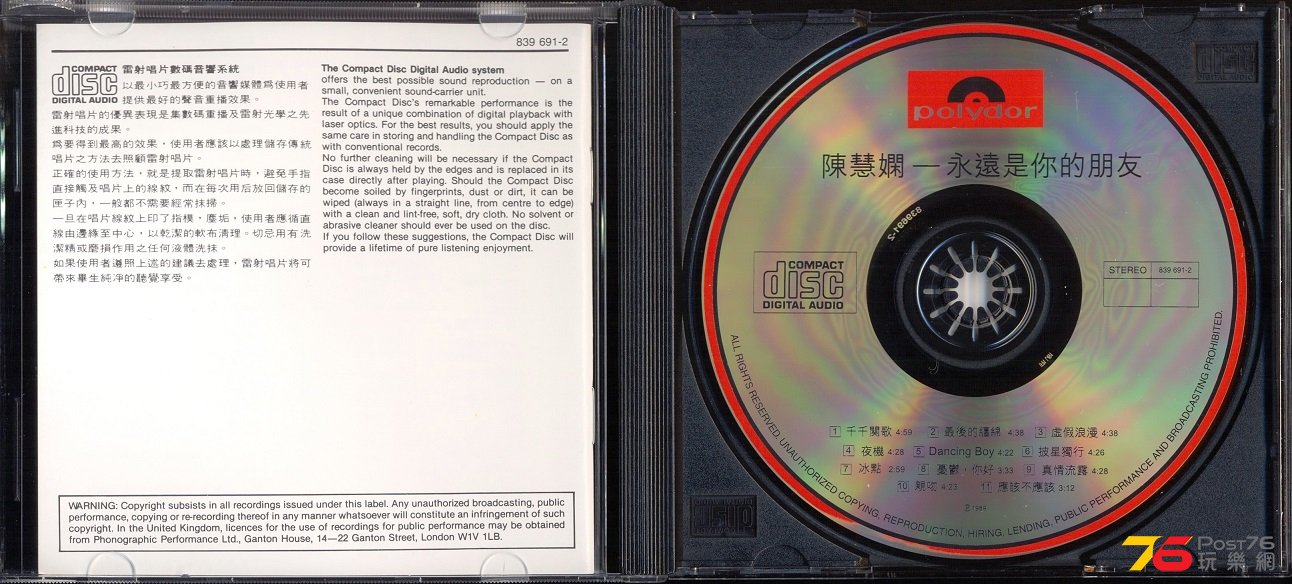 839 691-2
COMPACT
disc
DIGITAL AUDIO
雷射唱片數碼音響系統
以最小巧最方便的音響媒體爲使用者
提供最好的聲音重播效果。
雷射唱片的優異表現是集數碼重播及雷射光學之先
進科技的成果。
爲要得到最高的效果,使用者應該以處理儲存傳統
唱片之方法去照顧雷射唱片。
正確的使用方法,就是提取雷射唱片時,避免手指
直接觸及唱片上的線紋,而在每次用后放回儲存的
匣子內,一般都不需要經常抹掃。
一旦在唱片線紋上印了指模,塵垢,使用者應循直
線由邊緣至中心,以乾潔的軟布清理。切忌用有洗
潔精或磨損作用之任何液體洗抹。
如果使用者遵照上述的建議去處理,雷射唱片將可
帶來畢生純凈的聽覺享受。
The Compact Disc Digital Audio system
offers the best possible sound reproduction — on a
small, convenient sound-carrier unit.
The Compact Disc's remarkable performance is the
result of a unique combination of digital playback with
laser optics. For the best results, you should apply the
same care in storing and handling the Compact Disc as
with conventional records.
No further cleaning will be necessary if the Compact
Disc is always held by the edges and is replaced in its
case directly after playing. Should the Compact Disc
become soiled by fingerprints, dust or dirt, it can be
wiped (always in a straight line, from centre to edge)
with a clean and lint-free, soft, dry cloth. No solvent or
abrasive cleaner should ever be used on the disc.
If you follow these suggestions, the Compact Disc will
provide a lifetime of pure listening enjoyment.
WARNING: Copyright subsists in all recordings issued under this label. Any unauthorized broadcasting, public
performance, copying or re-recording thereof in any manner whatsoever will constitute an infringement of such
copyright. In the United Kingdom, licences for the use of recordings for public performance may be obtained
from Phonographic Performance Ltd., Ganton House, 14—22 Ganton Street, London W1V 1LB.
polydor
陳慧嫻 — 永遠是你的朋友
839691-2
COMPACT
disc
DIGITAL AUDIO
STEREO 839 691-2
1 千千闋歌 4:59 2 最後的纏綿 4:38 3 虛假浪漫 4:38
4 夜機 4:28 5 Dancing Boy 4:22 6 披星獨行 4:26
7 冰點 2:59 8 憂鬱,你好 3:33 9 真情流露 4:28
10 親吻 4:23 11 應該不應該 3:12
℗ 1989
ALL RIGHTS RESERVED. UNAUTHORIZED COPYING, REPRODUCTION, HIRING, LENDING, PUBLIC PERFORMANCE AND BROADCASTING PROHIBITED.
COMPACT
disc
DIGITAL AUDIO
76 Post76
玩樂網